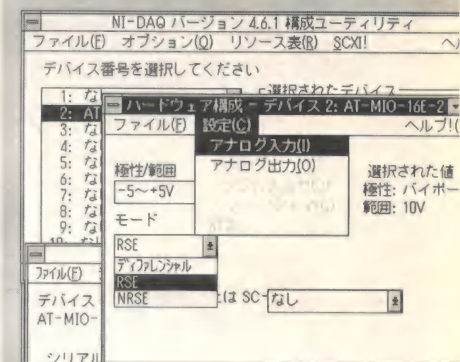 NI-DAQ バージョン 4.6.1 構成ユーティリティ
ファイル(F) オプション(O) リソース表(R) SCXI!
デバイス番号を選択してください
選択されたデバイス
1: な
2: AT
3: な
4: な
5: な
6: な
7: な
8: な
9: な
ハードウェア構成 - デバイス 2: AT-MIO-16E-2
ファイル(F) 設定(C) ヘルプ!(
アナログ入力(I)
アナログ出力(O)
極性/範囲
-5~+5V
選択された値
極性: バイポー
範囲: 10V
モード
RSE
ディファレンシャル
RSE
NRSE
は SC なし
ファイル(F)
デバイス
AT-MIO-
シリアル